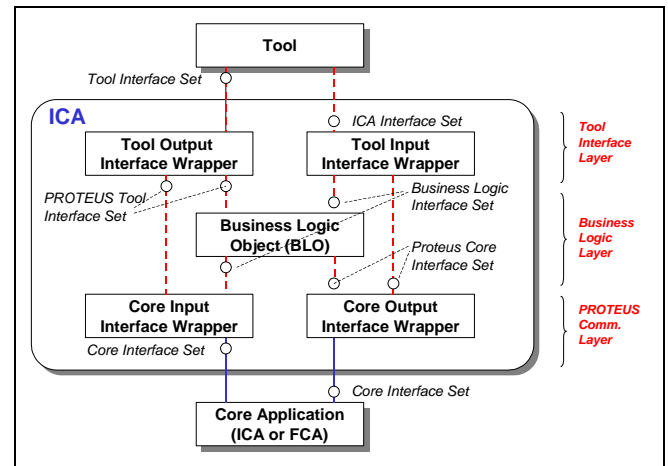 Tool
Tool Interface Set
ICA
ICA Interface Set
Tool
Interface
Layer
Tool Output
Interface Wrapper
Tool Input
Interface Wrapper
PROTEUS Tool
Interface Set
Business Logic
Interface Set
Business Logic
Object (BLO)
Business
Logic
Layer
Proteus Core
Interface Set
Core Input
Interface Wrapper
Core Output
Interface Wrapper
PROTEUS
Comm.
Layer
Core Interface Set
Core Interface Set
Core Application
(ICA or FCA)